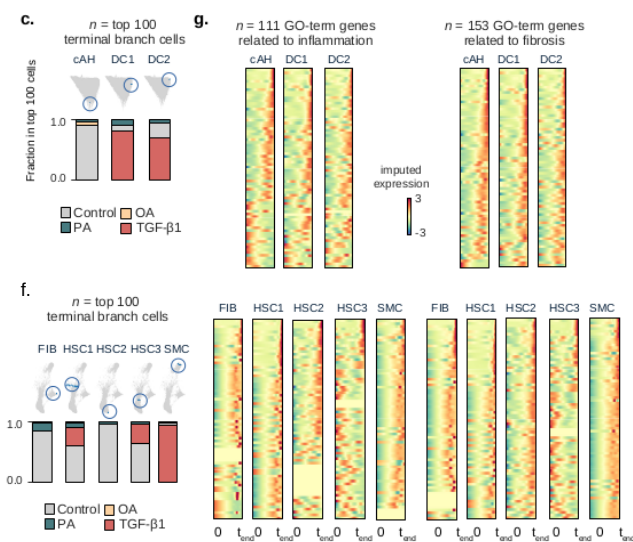 c.
n = top 100
terminal branch cells
cAH DC1 DC2
Fraction in top 100 cells
1.0
0.0
Control OA
PA TGF-β1
g.
n = 111 GO-term genes
related to inflammation
cAH DC1 DC2
n = 153 GO-term genes
related to fibrosis
cAH DC1 DC2
imputed
expression
3
-3
f.
n = top 100
terminal branch cells
FIB HSC1 HSC2 HSC3 SMC
1.0
0.0
Control OA
PA TGF-β1
FIB HSC1 HSC2 HSC3 SMC
FIB HSC1 HSC2 HSC3 SMC
0 tend 0 tend 0 tend 0 tend 0 tend
0 tend 0 tend 0 tend 0 tend 0 tend